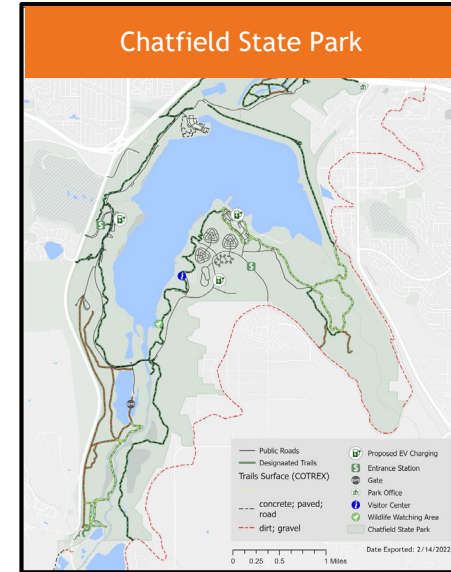 Chatfield State Park
Public Roads
Designaated Trails
Trails Surface (COTREX)
concrete; paved;
road
dirt; gravel
Proposed EV Charging
Entrance Station
Gate
Park Office
Visitor Center
Wildlife Watching Area
Chatfield State Park
0 0.25 0.5 1 Miles
Date Exported: 2/14/2022